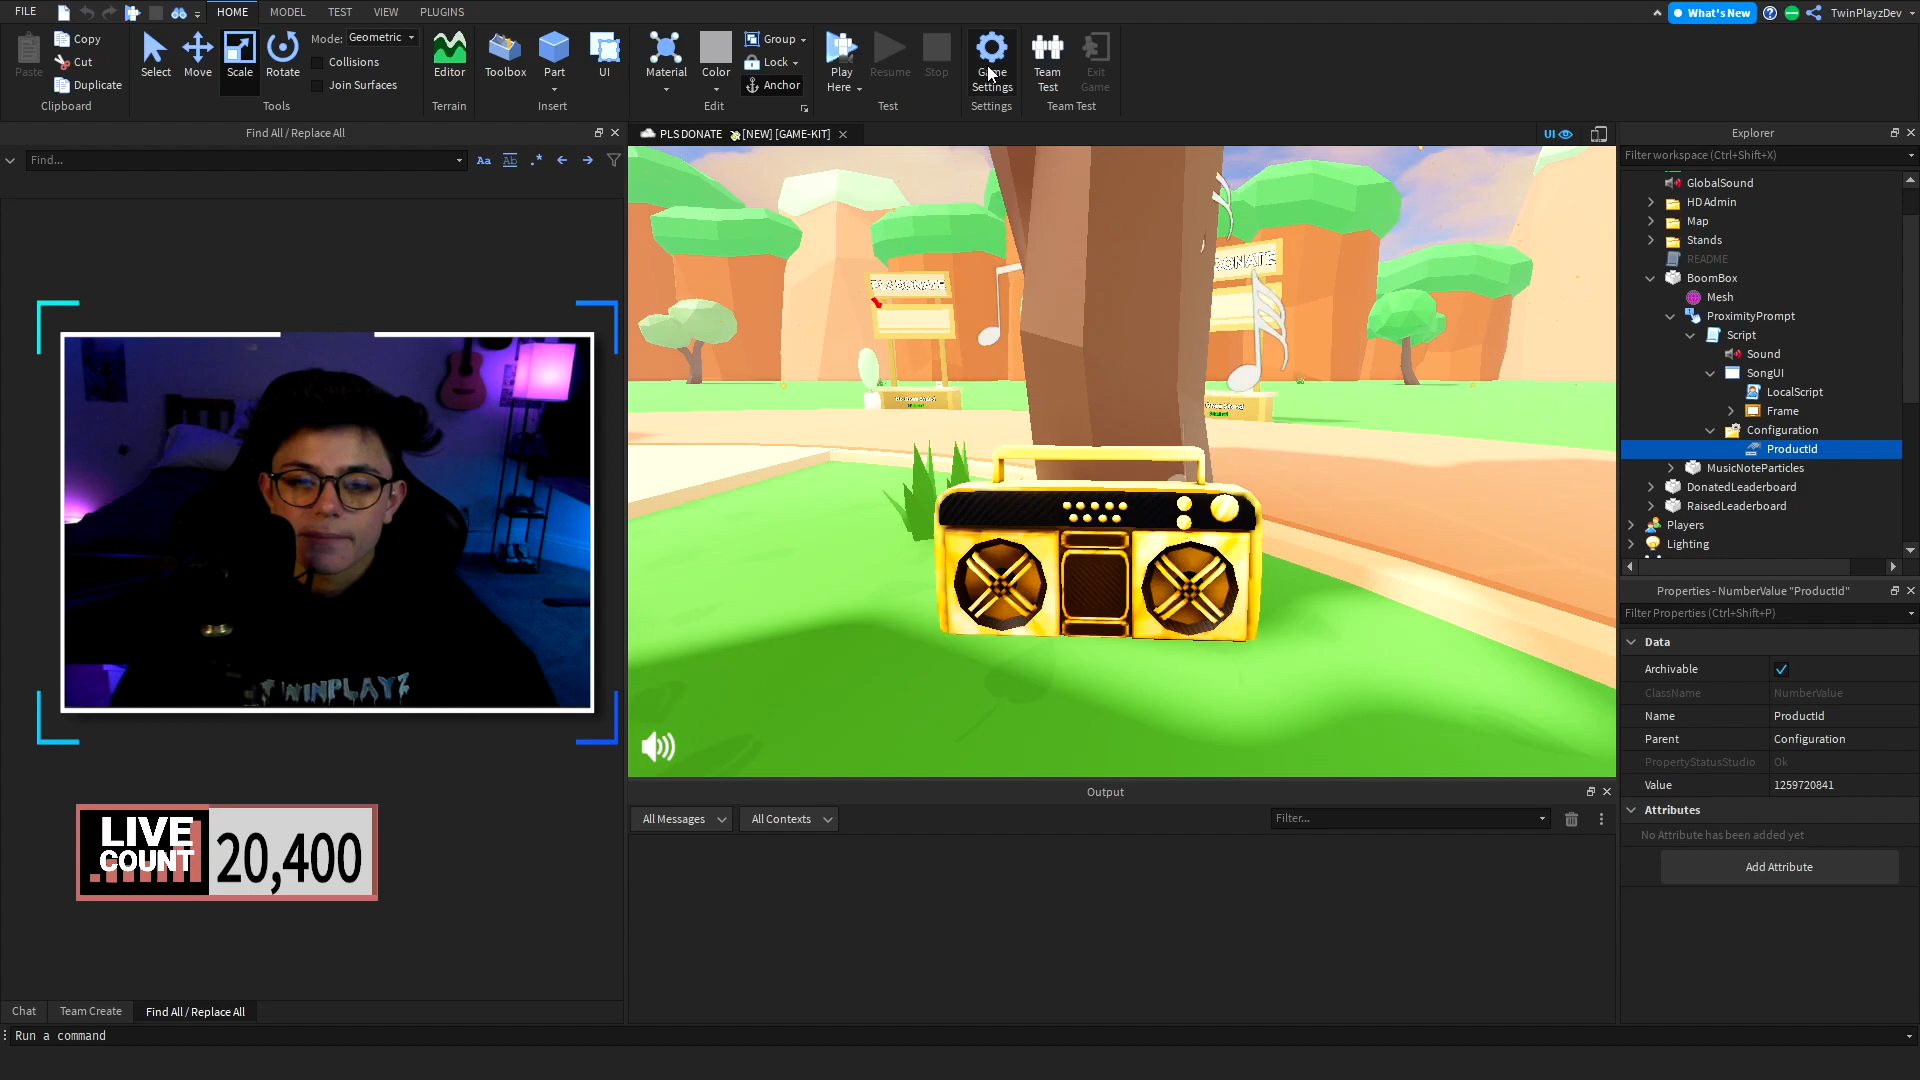 FILE
HOME
MODEL
TEST
VIEW
PLUGINS
What's New
TwinPlayzDev
Paste
Copy
Cut
Duplicate
Clipboard
Select
Move
Scale
Rotate
Mode: Geometric
Collisions
Join Surfaces
Tools
Editor
Terrain
Toolbox
Part
UI
Insert
Material
Color
Group
Lock
Anchor
Edit
Play
Here
Resume
Stop
Test
Game
Settings
Settings
Team
Test
Exit
Game
Team Test
Find All / Replace All
Find...
Aa
Ab
.*
PLS DONATE [NEW] [GAME-KIT]
UI
DONATE
TWINPLAYZ
LIVE
COUNT
20,400
Output
All Messages
All Contexts
Filter...
Explorer
Filter workspace (Ctrl+Shift+X)
GlobalSound
HD Admin
Map
Stands
README
BoomBox
Mesh
ProximityPrompt
Script
Sound
SongUI
LocalScript
Frame
Configuration
ProductId
MusicNoteParticles
DonatedLeaderboard
RaisedLeaderboard
Players
Lighting
Properties - NumberValue "ProductId"
Filter Properties (Ctrl+Shift+P)
Data
Archivable
ClassName NumberValue
Name ProductId
Parent Configuration
PropertyStatusStudio Ok
Value 1259720841
Attributes
No Attribute has been added yet
Add Attribute
Chat
Team Create
Find All / Replace All
Run a command